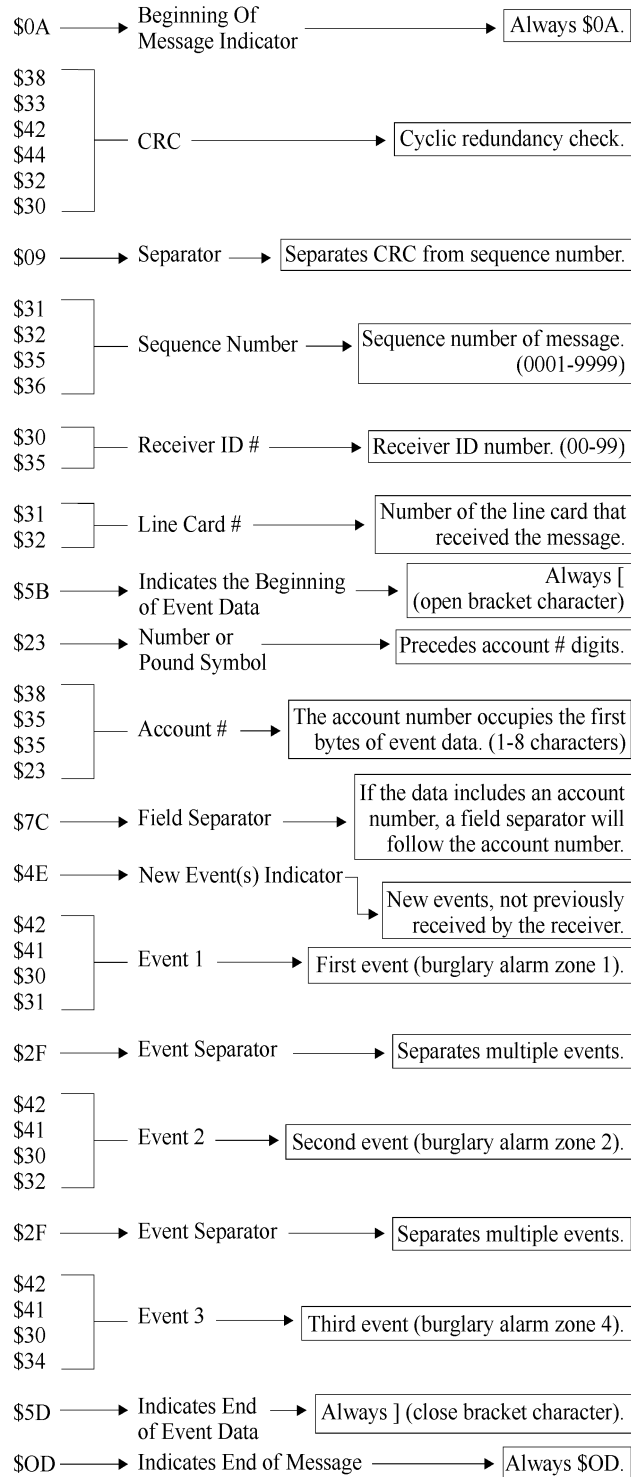 $0A Beginning Of Always $0A.
Message Indicator
$38
$33
$42
$44
$32
$30
CRC Cyclic redundancy check.
$09 Separator Separates CRC from sequence number.
$31
$32
$35
$36
Sequence Number Sequence number of message.
(0001-9999)
$30
$35
Receiver ID # Receiver ID number. (00-99)
$31
$32
Line Card # Number of the line card that
received the message.
$5B Indicates the Beginning
of Event Data
Always [
(open bracket character)
$23 Number or
Pound Symbol
Precedes account # digits.
$38
$35
$35
$23
Account # The account number occupies the first
bytes of event data. (1-8 characters)
$7C Field Separator If the data includes an account
number, a field separator will
follow the account number.
$4E New Event(s) Indicator New events, not previously
received by the receiver.
$42
$41
$30
$31
Event 1 First event (burglary alarm zone 1).
$2F Event Separator Separates multiple events.
$42
$41
$30
$32
Event 2 Second event (burglary alarm zone 2).
$2F Event Separator Separates multiple events.
$42
$41
$30
$34
Event 3 Third event (burglary alarm zone 4).
$5D Indicates End
of Event Data
Always ] (close bracket character).
$OD Indicates End of Message Always $OD.